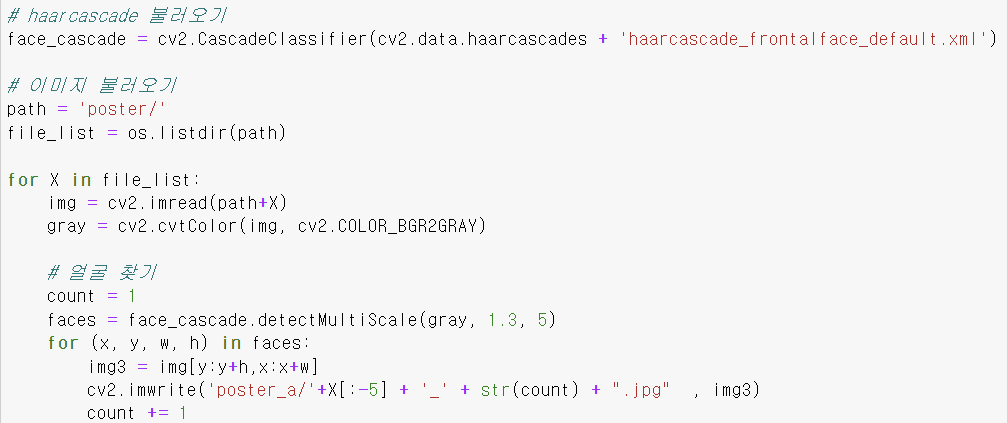 # haarcascade 불러오기
face_cascade = cv2.CascadeClassifier(cv2.data.haarcascades + 'haarcascade_frontalface_default.xml')
# 이미지 불러오기
path = 'poster/'
file_list = os.listdir(path)
for X in file_list:
img = cv2.imread(path+X)
gray = cv2.cvtColor(img, cv2.COLOR_BGR2GRAY)
# 얼굴 찾기
count = 1
faces = face_cascade.detectMultiScale(gray, 1.3, 5)
for (x, y, w, h) in faces:
img3 = img[y:y+h,x:x+w]
cv2.imwrite('poster_a/'+X[:-5] + '_' + str(count) + ".jpg"  , img3)
count += 1